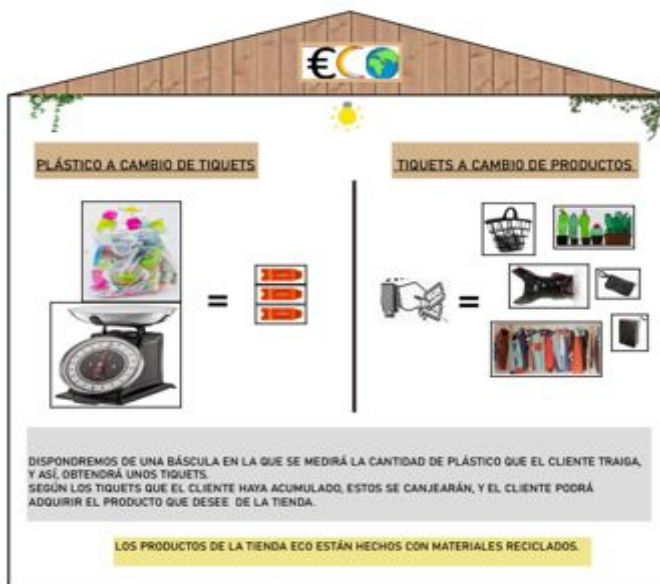 €CO
PLÁSTICO A CAMBIO DE TIQUETS
TIQUETS A CAMBIO DE PRODUCTOS
=
=
DISPONDREMOS DE UNA BÁSCULA EN LA QUE SE MEDIRÁ LA CANTIDAD DE PLÁSTICO QUE EL CLIENTE TRAIGA,
Y ASÍ, OBTENDRÁ UNOS TIQUETS.
SEGÚN LOS TIQUETS QUE EL CLIENTE HAYA ACUMULADO, ESTOS SE CANJEARÁN, Y EL CLIENTE PODRÁ
ADQUIRIR EL PRODUCTO QUE DESEE DE LA TIENDA.
LOS PRODUCTOS DE LA TIENDA ECO ESTÁN HECHOS CON MATERIALES RECICLADOS.